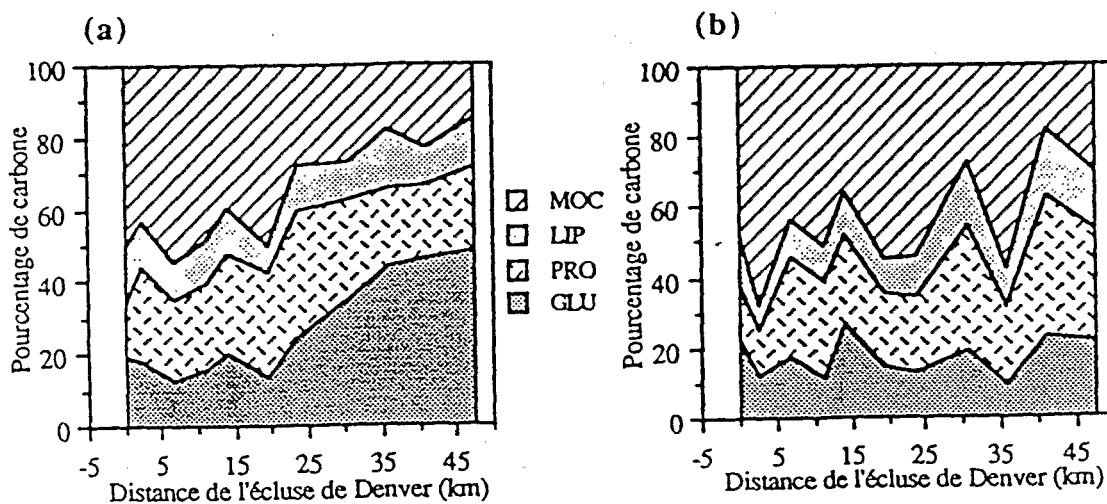 (a)
Pourcentage de carbone
100
80
60
40
20
0
-5 5 15 25 35 45
Distance de l'écluse de Denver (km)
MOC
LIP
PRO
GLU
(b)
Pourcentage de carbone
100
80
60
40
20
0
-5 5 15 25 35 45
Distance de l'écluse de Denver (km)